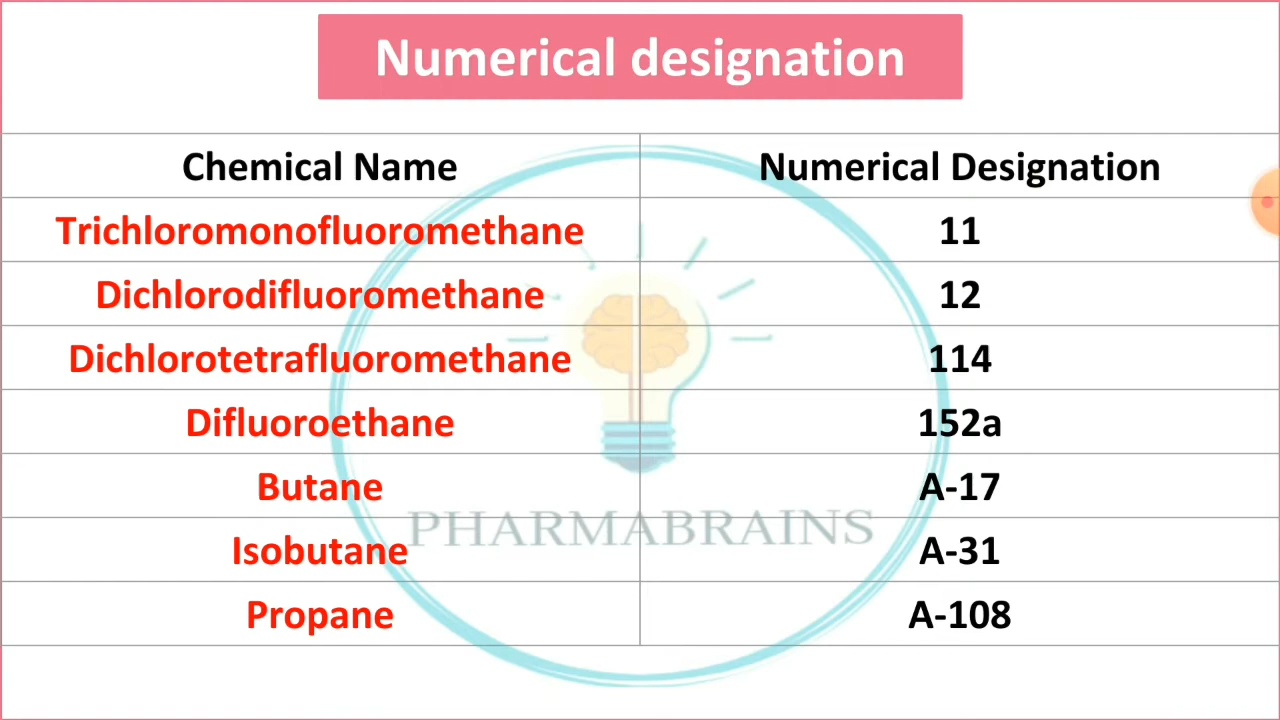 Numerical designation
Chemical Name Numerical Designation
Trichloromonofluoromethane 11
Dichlorodifluoromethane 12
Dichlorotetrafluoromethane 114
Difluoroethane 152a
Butane A-17
PHARMABRAINS
Isobutane A-31
Propane A-108